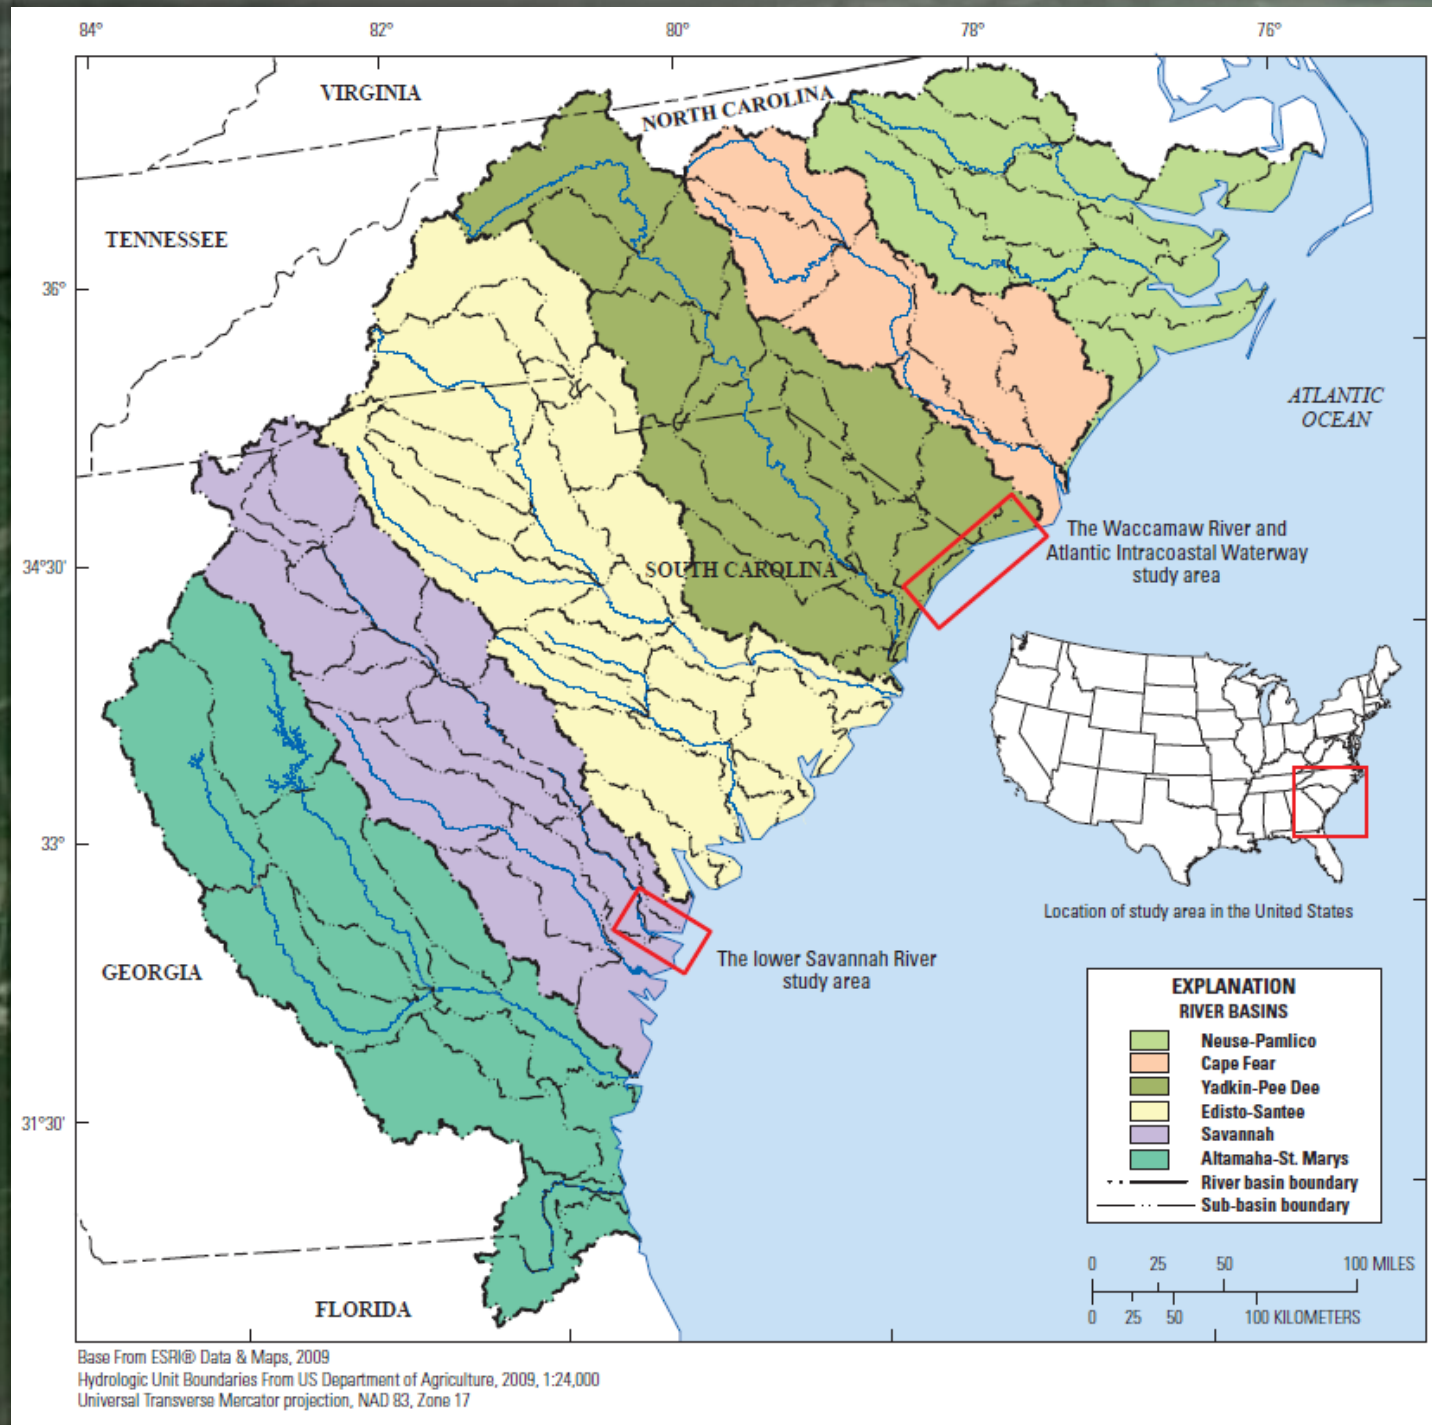 84°
82°
80°
78°
76°
VIRGINIA
NORTH CAROLINA
TENNESSEE
36°
ATLANTIC
OCEAN
The Waccamaw River and
Atlantic Intracoastal Waterway
study area
34°30'
SOUTH CAROLINA
33°
Location of study area in the United States
GEORGIA
The lower Savannah River
study area
EXPLANATION
RIVER BASINS
Neuse-Pamlico
Cape Fear
Yadkin-Pee Dee
Edisto-Santee
Savannah
Altamaha-St. Marys
River basin boundary
Sub-basin boundary
31°30'
FLORIDA
0 25 50 100 MILES
0 25 50 100 KILOMETERS
Base From ESRI® Data & Maps, 2009
Hydrologic Unit Boundaries From US Department of Agriculture, 2009, 1:24,000
Universal Transverse Mercator projection, NAD 83, Zone 17